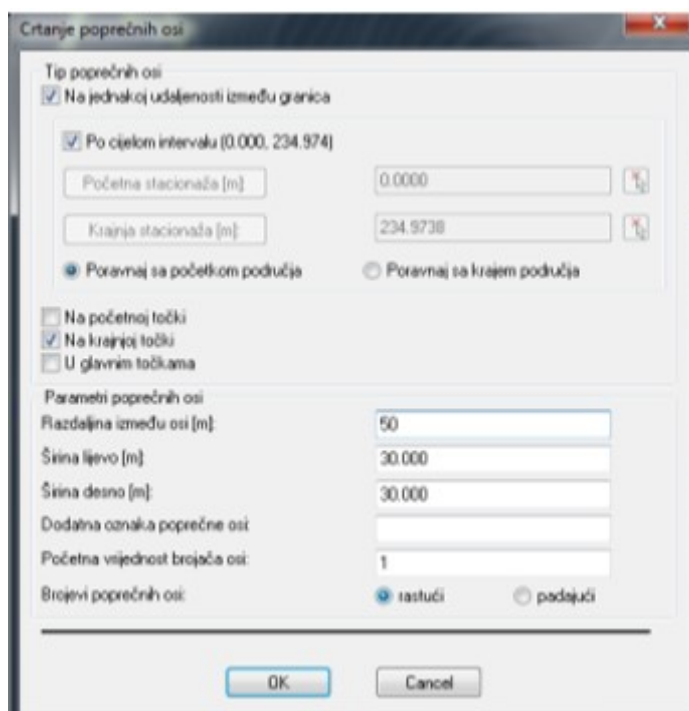 Crtanje poprečnih osi
Tip poprečnih osi
Na jednakoj udaljenosti između granica
Po cijelom intervalu (0.000, 234.974)
Početna stacionaža [m]
0.0000
Krajnja stacionaža [m]:
234.9738
Poravnaj sa početkom područja
Poravnaj sa krajem područja
Na početnoj točki
Na krajnjoj točki
U glavnim točkama
Parametri poprečnih osi
Razdaljina između osi [m]:
50
Širina lijevo [m]:
30.000
Širina desno [m]:
30.000
Dodatna oznaka poprečne osi:
Početna vrijednost brojača osi:
1
Brojevi poprečnih osi:
rastući
padajući
OK
Cancel